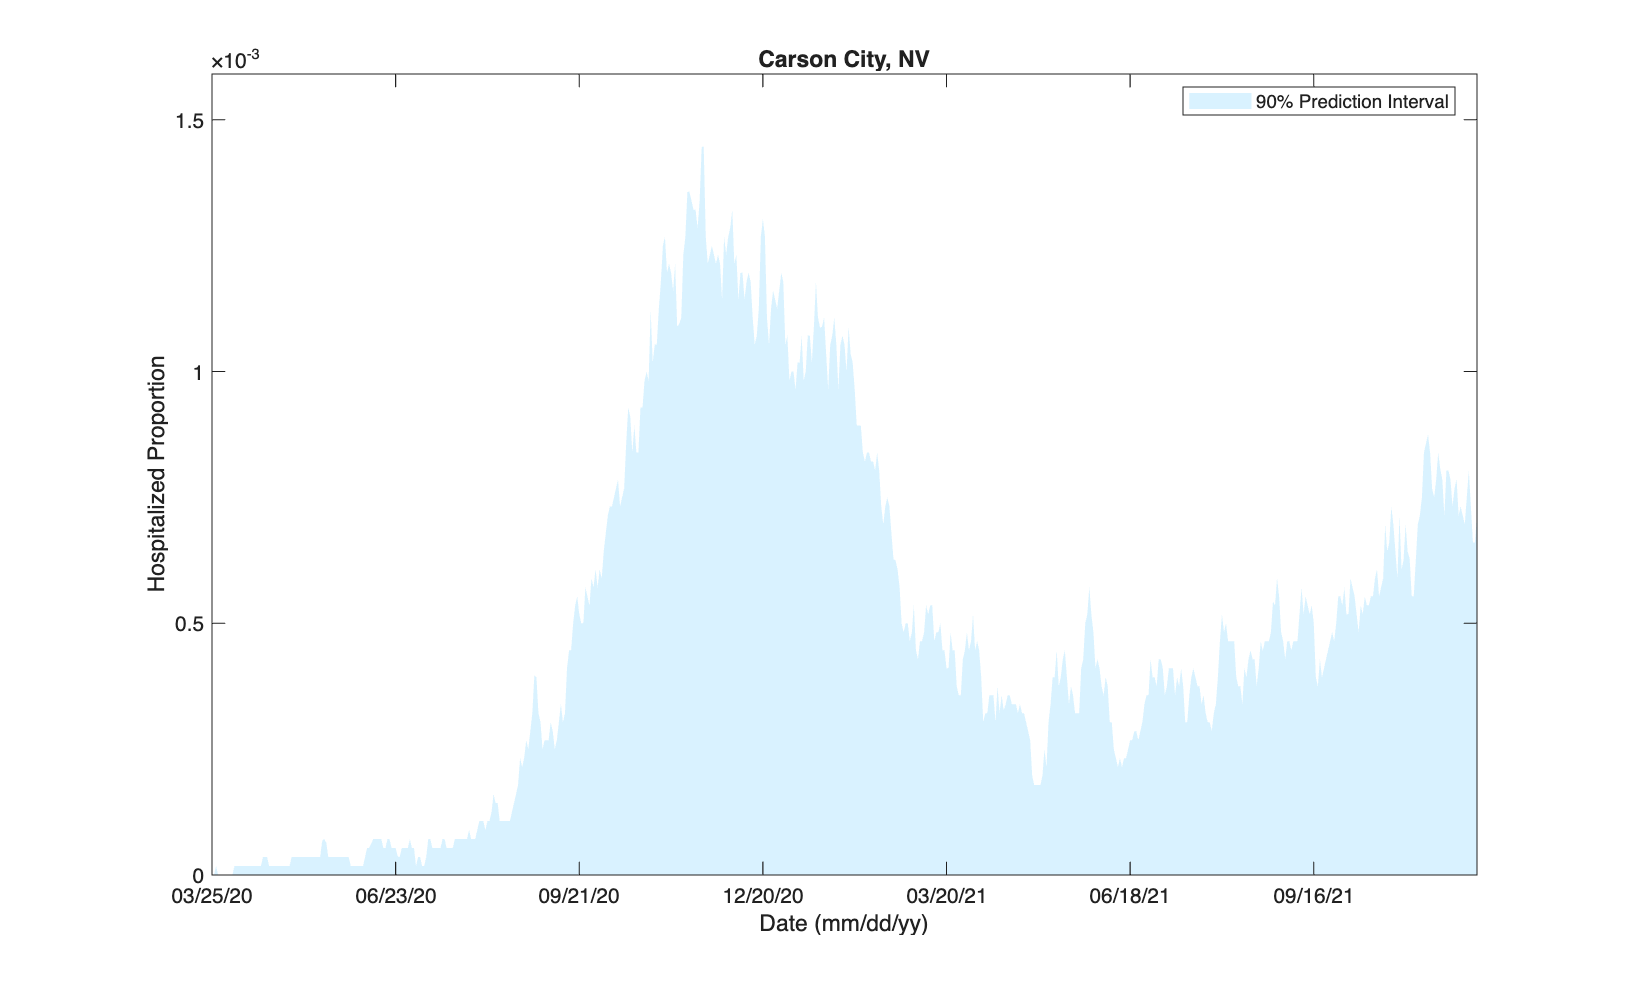 Carson City, NV
×10-3
90% Prediction Interval
1.5
1
0.5
0
Hospitalized Proportion
03/25/20 06/23/20 09/21/20 12/20/20 03/20/21 06/18/21 09/16/21
Date (mm/dd/yy)